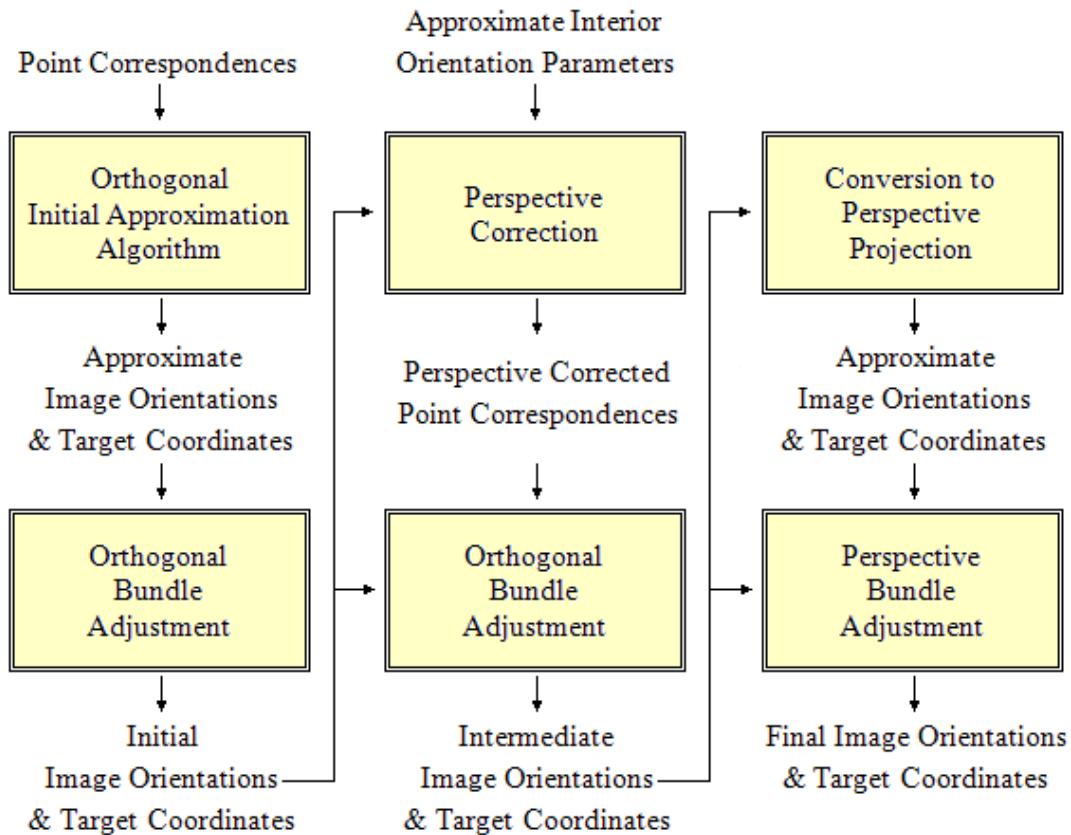 Point Correspondences
Orthogonal
Initial Approximation
Algorithm
Approximate
Image Orientations
& Target Coordinates
Orthogonal
Bundle
Adjustment
Initial
Image Orientations
& Target Coordinates
Approximate Interior
Orientation Parameters
Perspective
Correction
Perspective Corrected
Point Correspondences
Orthogonal
Bundle
Adjustment
Intermediate
Image Orientations
& Target Coordinates
Conversion to
Perspective
Projection
Approximate
Image Orientations
& Target Coordinates
Perspective
Bundle
Adjustment
Final Image Orientations
& Target Coordinates